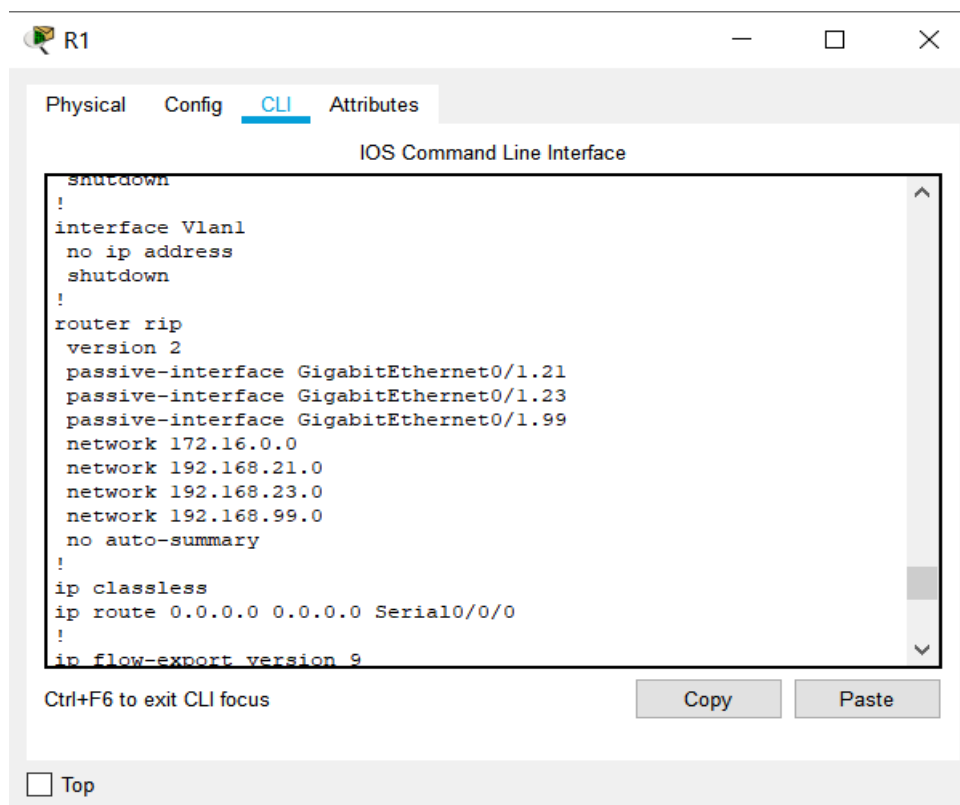 R1
Physical Config CLI Attributes
IOS Command Line Interface
shutdown
!
interface Vlan1
no ip address
shutdown
!
router rip
version 2
passive-interface GigabitEthernet0/1.21
passive-interface GigabitEthernet0/1.23
passive-interface GigabitEthernet0/1.99
network 172.16.0.0
network 192.168.21.0
network 192.168.23.0
network 192.168.99.0
no auto-summary
!
ip classless
ip route 0.0.0.0 0.0.0.0 Serial0/0/0
!
ip flow-export version 9
Ctrl+F6 to exit CLI focus
Copy Paste
Top